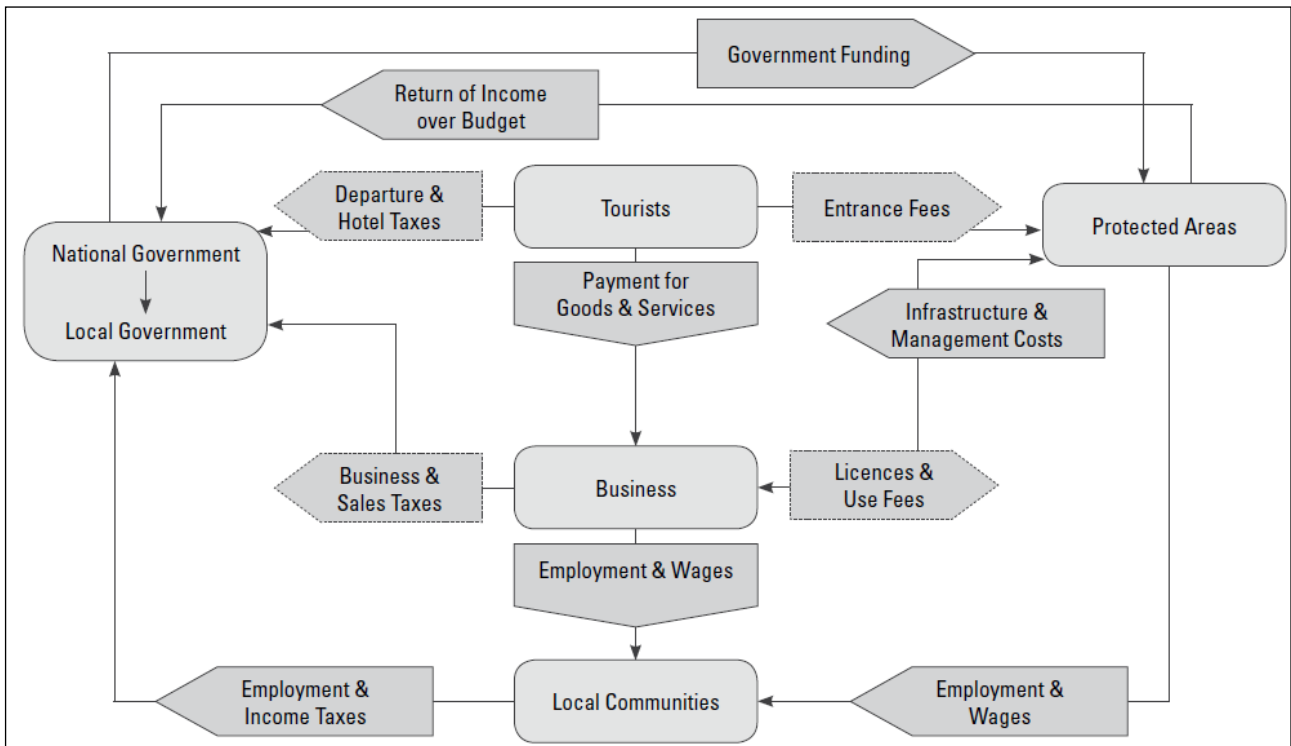 Government Funding
Return of Income
over Budget
Departure &
Hotel Taxes
Tourists
Entrance Fees
Protected Areas
National Government
Local Government
Payment for
Goods & Services
Infrastructure &
Management Costs
Business &
Sales Taxes
Business
Licences &
Use Fees
Employment & Wages
Employment &
Income Taxes
Local Communities
Employment &
Wages